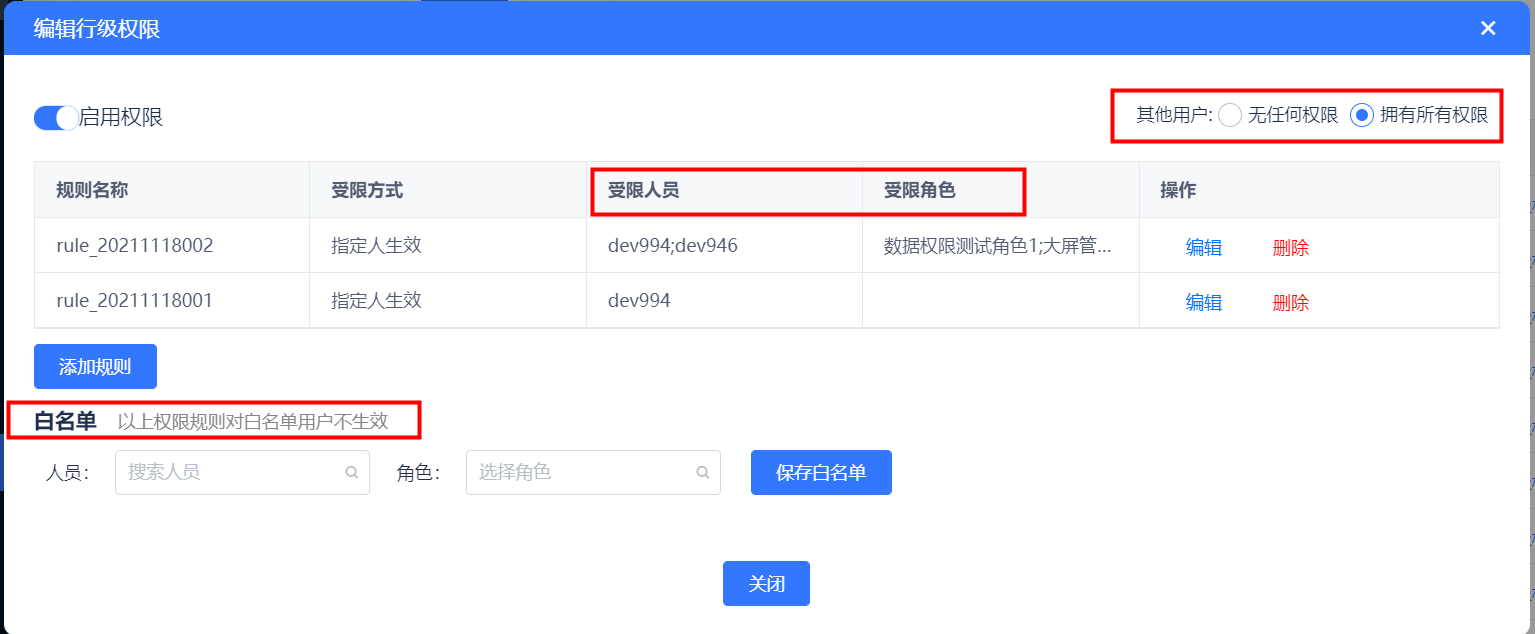 编辑行级权限
启用权限
其他用户: 无任何权限 拥有所有权限
规则名称 受限方式 受限人员 受限角色 操作
rule_20211118002 指定人生效 dev994;dev946 数据权限测试角色1;大屏管... 编辑 删除
rule_20211118001 指定人生效 dev994 编辑 删除
添加规则
白名单 以上权限规则对白名单用户不生效
人员: 搜索人员 角色: 选择角色 保存白名单
关闭